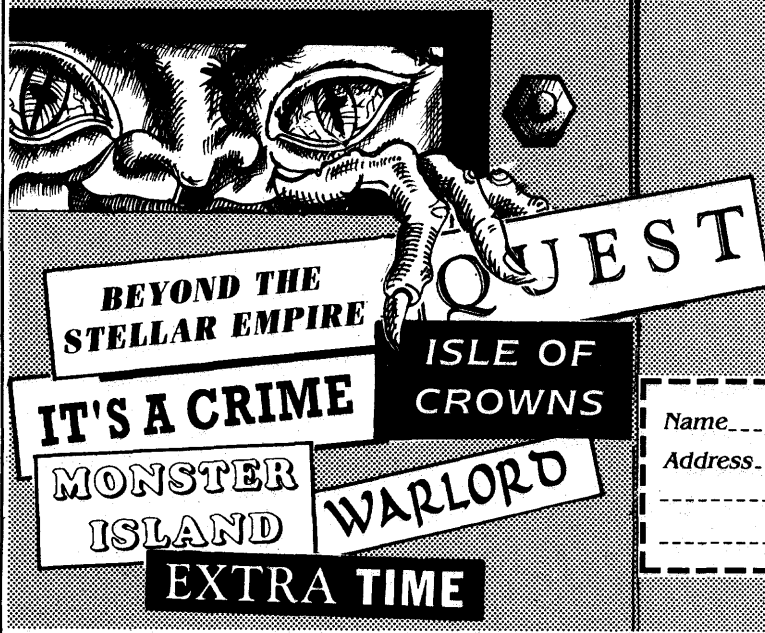 QUEST
BEYOND THE
STELLAR EMPIRE
ISLE OF
CROWNS
IT'S A CRIME
MONSTER
ISLAND
WARLORD
EXTRA TIME
Name
Address